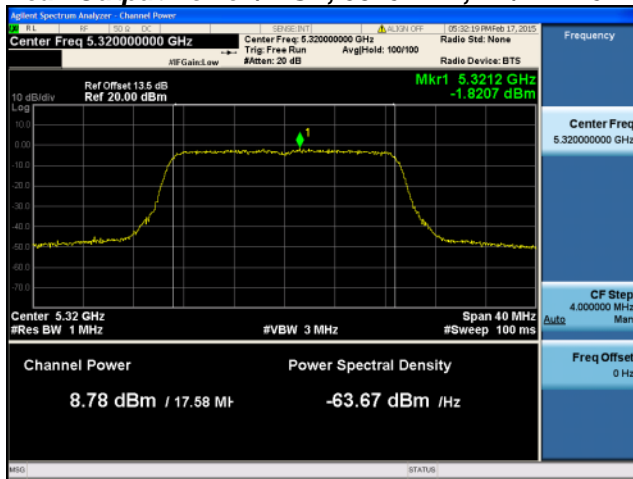 Agilent Spectrum Analyzer - Channel Power
RL RF 50 Ω DC SENSE:INT ALIGN OFF 05:32:19 PM Feb 17, 2015
Center Freq 5.320000000 GHz Center Freq: 5.320000000 GHz Radio Std: None
Trig: Free Run Avg|Hold: 100/100
#IFGain:Low #Atten: 20 dB Radio Device: BTS
Ref Offset 13.5 dB Mkr1 5.3212 GHz
10 dB/div Ref 20.00 dBm -1.8207 dBm
Log
10.0
0.00
-10.0
-20.0
-30.0
-40.0
-50.0
-60.0
-70.0
1
Center 5.32 GHz Span 40 MHz
#Res BW 1 MHz #VBW 3 MHz #Sweep 100 ms
Channel Power Power Spectral Density
8.78 dBm / 17.58 MH -63.67 dBm /Hz
MSG STATUS
Frequency
Center Freq
5.320000000 GHz
CF Step
4.000000 MHz
Auto Man
Freq Offset
0 Hz